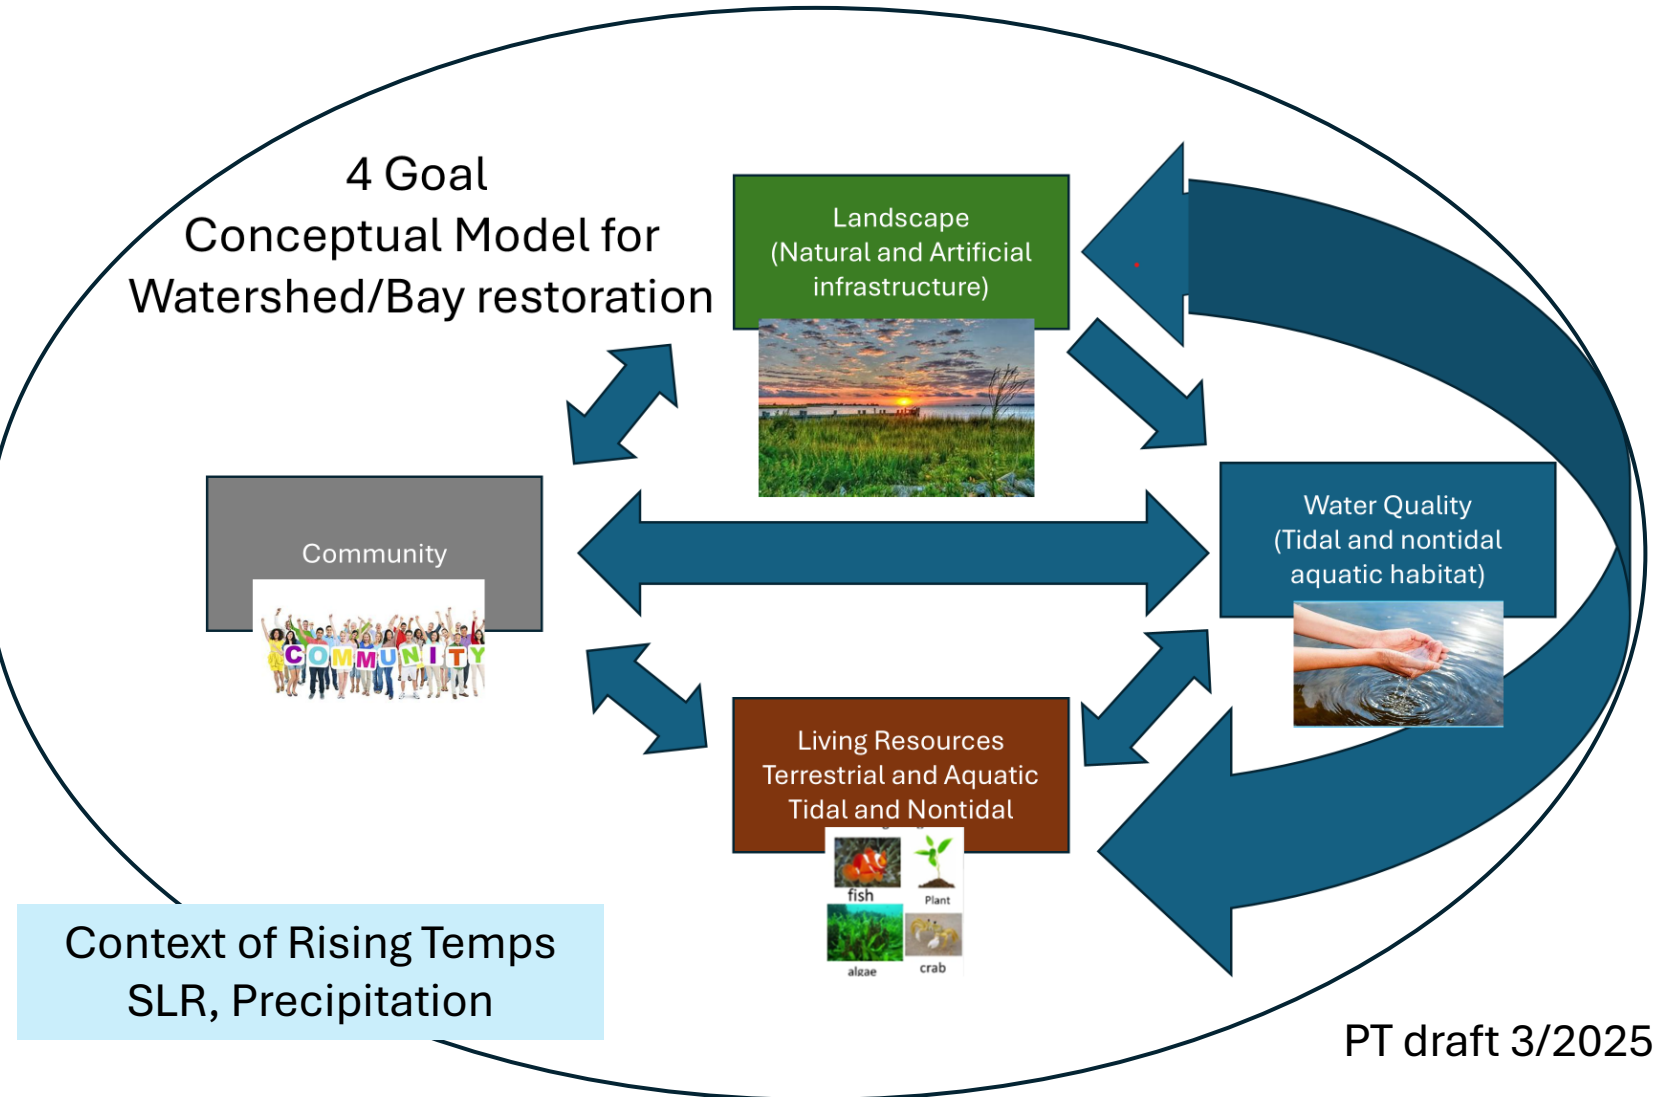 4 Goal
Conceptual Model for
Watershed/Bay restoration
Landscape
(Natural and Artificial
infrastructure)
Community
COMMUNITY
Water Quality
(Tidal and nontidal
aquatic habitat)
Living Resources
Terrestrial and Aquatic
Tidal and Nontidal
fish
Plant
algae
crab
Context of Rising Temps
SLR, Precipitation
PT draft 3/2025